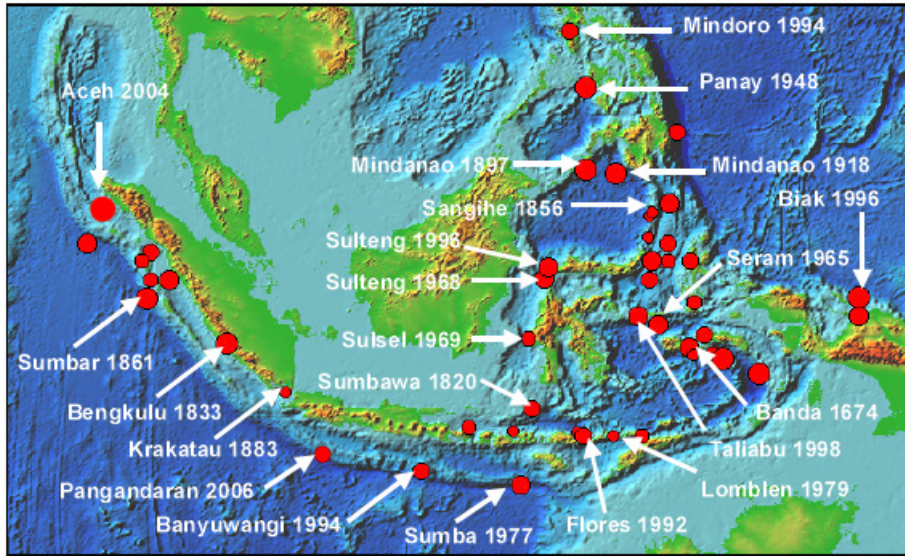 Mindoro 1994
Aceh 2004
Panay 1948
Mindanao 1897
Mindanao 1918
Sangihe 1856
Biak 1996
Sulteng 1996
Seram 1965
Sulteng 1968
Sulsel 1969
Sumbar 1861
Sumbawa 1820
Bengkulu 1833
Banda 1674
Krakatau 1883
Taliabu 1998
Pangandaran 2006
Lomblen 1979
Banyuwangi 1994
Sumba 1977
Flores 1992